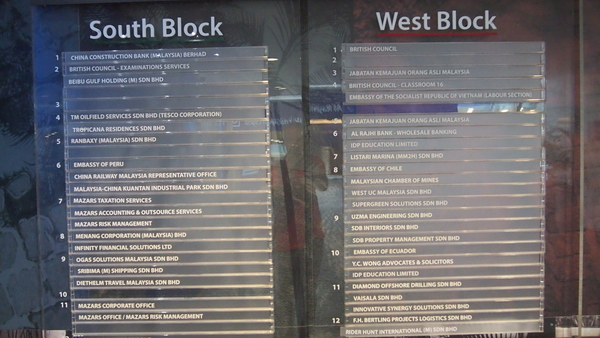 South Block
1 CHINA CONSTRUCTION BANK (MALAYSIA) BERHAD
2 BRITISH COUNCIL - EXAMINATIONS SERVICES
BEIBU GULF HOLDING (M) SDN BHD
3
4 TM OILFIELD SERVICES SDN BHD (TESCO CORPORATION)
TROPICANA RESIDENCES SDN BHD
5 RANBAXY (MALAYSIA) SDN BHD
6 EMBASSY OF PERU
CHINA RAILWAY MALAYSIA REPRESENTATIVE OFFICE
MALAYSIA-CHINA KUANTAN INDUSTRIAL PARK SDN BHD
7 MAZARS TAXATION SERVICES
MAZARS ACCOUNTING & OUTSOURCE SERVICES
MAZARS RISK MANAGEMENT
8 MENANG CORPORATION (MALAYSIA) BHD
INFINITY FINANCIAL SOLUTIONS LTD
9 OGAS SOLUTIONS MALAYSIA SDN BHD
SRIBIMA (M) SHIPPING SDN BHD
DIETHELM TRAVEL MALAYSIA SDN BHD
10
11 MAZARS CORPORATE OFFICE
MAZARS OFFICE / MAZARS RISK MANAGEMENT
West Block
1 BRITISH COUNCIL
2
3 JABATAN KEMAJUAN ORANG ASLI MALAYSIA
4 BRITISH COUNCIL - CLASSROOM 16
EMBASSY OF THE SOCIALIST REPUBLIC OF VIETNAM (LABOUR SECTION)
5
JABATAN KEMAJUAN ORANG ASLI MALAYSIA
6 AL RAJHI BANK - WHOLESALE BANKING
IDP EDUCATION LIMITED
7 LISTARI MARINA (MM2H) SDN BHD
8 EMBASSY OF CHILE
MALAYSIAN CHAMBER OF MINES
WEST UC MALAYSIA SDN BHD
SUPERGREEN SOLUTIONS SDN BHD
9 UZMA ENGINEERING SDN BHD
SDB INTERIORS SDN BHD
SDB PROPERTY MANAGEMENT SDN BHD
10 EMBASSY OF ECUADOR
Y.C. WONG ADVOCATES & SOLICITORS
IDP EDUCATION LIMITED
11 DIAMOND OFFSHORE DRILLING SDN BHD
VAISALA SDN BHD
INNOVATIVE SYNERGY SOLUTIONS SDN BHD
12 F.H. BERTLING PROJECTS LOGISTICS SDN BHD
RIDER HUNT INTERNATIONAL (M) SDN BHD